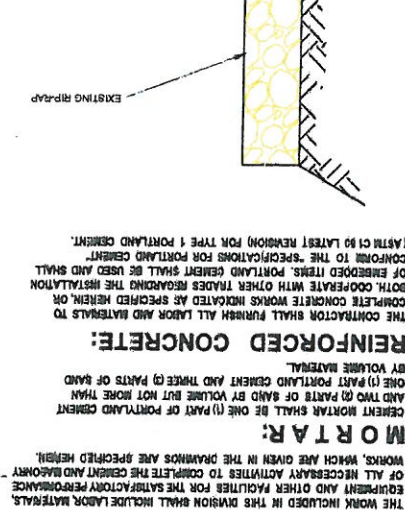 THE WORK INCLUDED IN THIS DIVISION SHALL INCLUDE LABOR, MATERIALS,
EQUIPMENT AND OTHER FACILITIES FOR THE SATISFACTORY PERFORMANCE
OF ALL NECESSARY ACTIVITIES TO COMPLETE THE CEMENT AND MASONRY
WORKS, WHICH ARE GIVEN IN THE DRAWINGS ARE SPECIFIED HEREIN.
MORTAR:
CEMENT MORTAR SHALL BE ONE (1) PART OF PORTYLAND CEMENT
AND TWO (2) PARTS OF SAND BY VOLUME BUT NOT MORE THAN
ONE (1) PART PORTLAND CEMENT AND THREE (3) PARTS OF SAND
BY VOLUME MATERIAL
REINFORCED CONCRETE:
THE CONTRACTOR SHALL FURNISH ALL LABOR AND MATERIALS TO
COMPLETE CONCRETE WORKS INDICATED AS SPECIFIED HEREIN, OR
BOTH. COOPERATE WITH OTHER TRADES REGARDING THE INSTALLATION
OF EMBEDDED ITEMS. PORTLAND CEMENT SHALL BE USED AND SHALL
CONFORM TO THE "SPECIFICATIONS FOR PORTLAND CEMENT"
(ASTM C1 50 LATEST REVISION) FOR TYPE 1 PORTLAND CEMENT.
EXISTING RIP-RAP